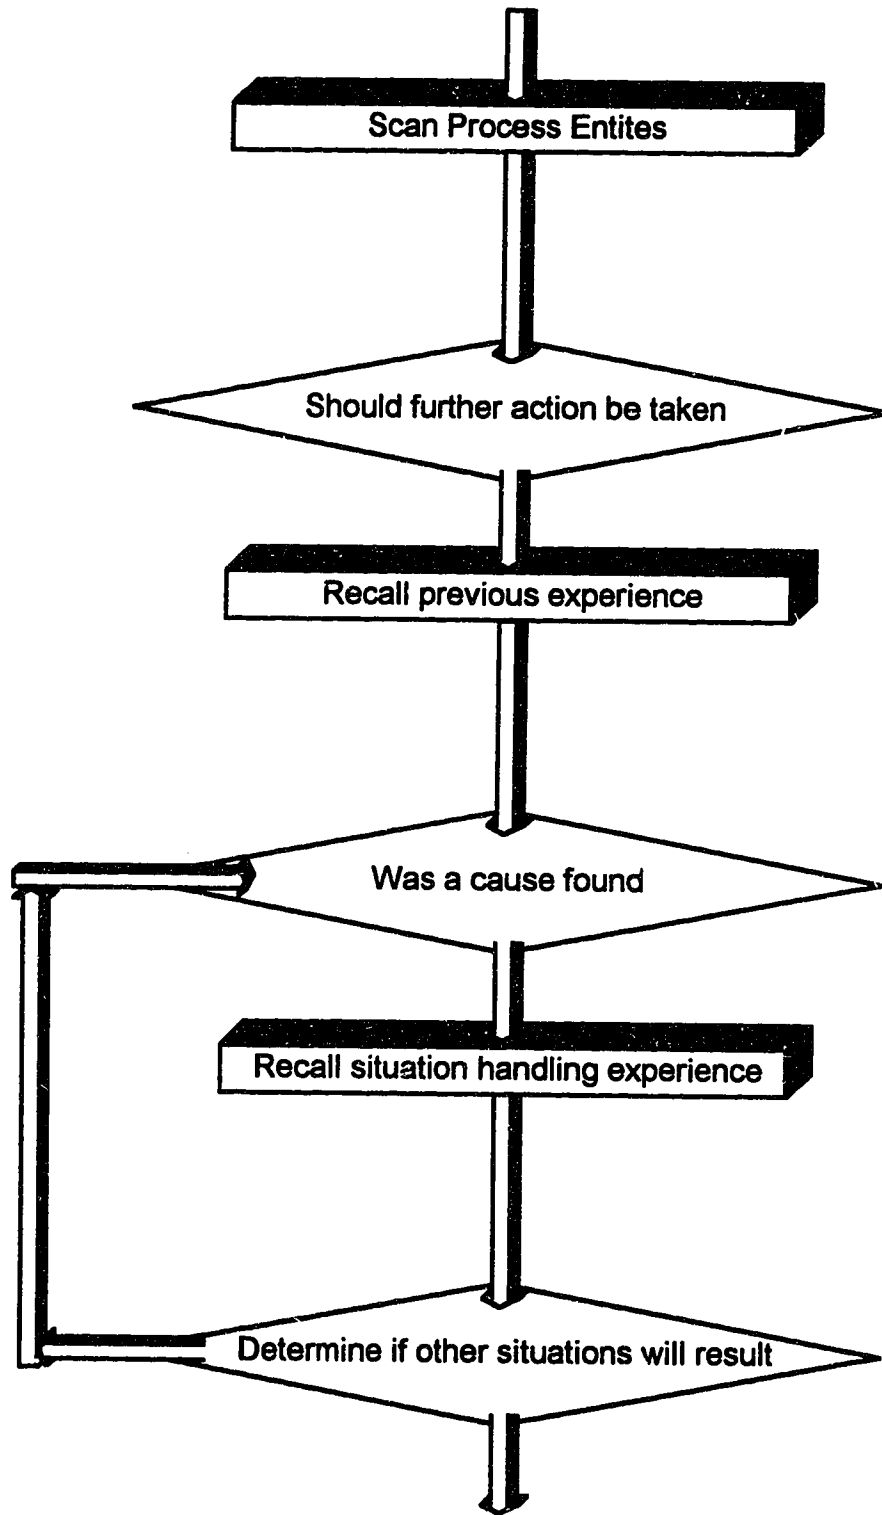 Scan Process Entites
Should further action be taken
Recall previous experience
Was a cause found
Recall situation handling experience
Determine if other situations will result